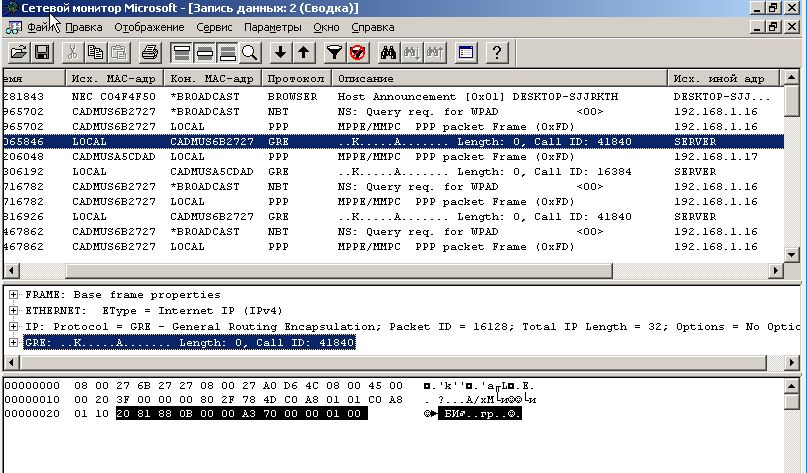 Сетевой монитор Microsoft - [Запись данных: 2 (Сводка)]
Файл Правка Отображение Сервис Параметры Окно Справка
емя Исх. MAC-адр Кон. MAC-адр Протокол Описание Исх. иной адр
281843 NEC C04F4F50 *BROADCAST BROWSER Host Announcement [0x01] DESKTOP-SJJRKTH DESKTOP-SJJ...
965702 CADMUS6B2727 *BROADCAST NBT NS: Query req. for WPAD <00> 192.168.1.16
965702 CADMUS6B2727 LOCAL PPP MPPE/MMPC PPP packet Frame (0xFD) 192.168.1.16
065846 LOCAL CADMUS6B2727 GRE ..K.....A....... Length: 0, Call ID: 41840 SERVER
206048 CADMUSA5CDAD LOCAL PPP MPPE/MMPC PPP packet Frame (0xFD) 192.168.1.17
306192 LOCAL CADMUSA5CDAD GRE ..K.....A....... Length: 0, Call ID: 16384 SERVER
716782 CADMUS6B2727 *BROADCAST NBT NS: Query req. for WPAD <00> 192.168.1.16
716782 CADMUS6B2727 LOCAL PPP MPPE/MMPC PPP packet Frame (0xFD) 192.168.1.16
816926 LOCAL CADMUS6B2727 GRE ..K.....A....... Length: 0, Call ID: 41840 SERVER
467862 CADMUS6B2727 *BROADCAST NBT NS: Query req. for WPAD <00> 192.168.1.16
467862 CADMUS6B2727 LOCAL PPP MPPE/MMPC PPP packet Frame (0xFD) 192.168.1.16
FRAME: Base frame properties
ETHERNET: EType = Internet IP (IPv4)
IP: Protocol = GRE - General Routing Encapsulation; Packet ID = 16128; Total IP Length = 32; Options = No Optio
GRE: ..K.....A....... Length: 0, Call ID: 41840
00000000 08 00 27 6B 27 27 08 00 27 A0 D6 4C 08 00 45 00 ◘.'k''◘.'а╓L◘.E.
00000010 00 20 3F 00 00 00 80 2F 78 4D C0 A8 01 01 C0 A8 . ?...А/xM└и☺☺└и
00000020 01 10 20 81 88 0B 00 00 A3 70 00 00 01 00 ☺► БИ♂..гp..☺.